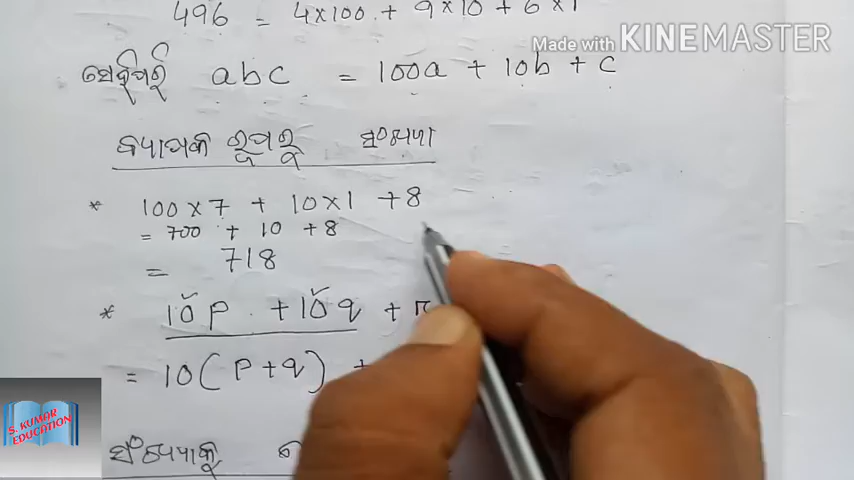 496 = 4×100 + 9×10 + 6×1
Made with KINEMASTER
ସେହିପରି abc = 100a + 10b + c
ବ୍ୟାପକ ରୂପରୁ ସଂଖ୍ୟା
* 100×7 + 10×1 +8
= 700 + 10 +8
= 718
* 10p +10q +
= 10(p+q) +
S. KUMAR
EDUCATION
ସଂଖ୍ୟାକୁ